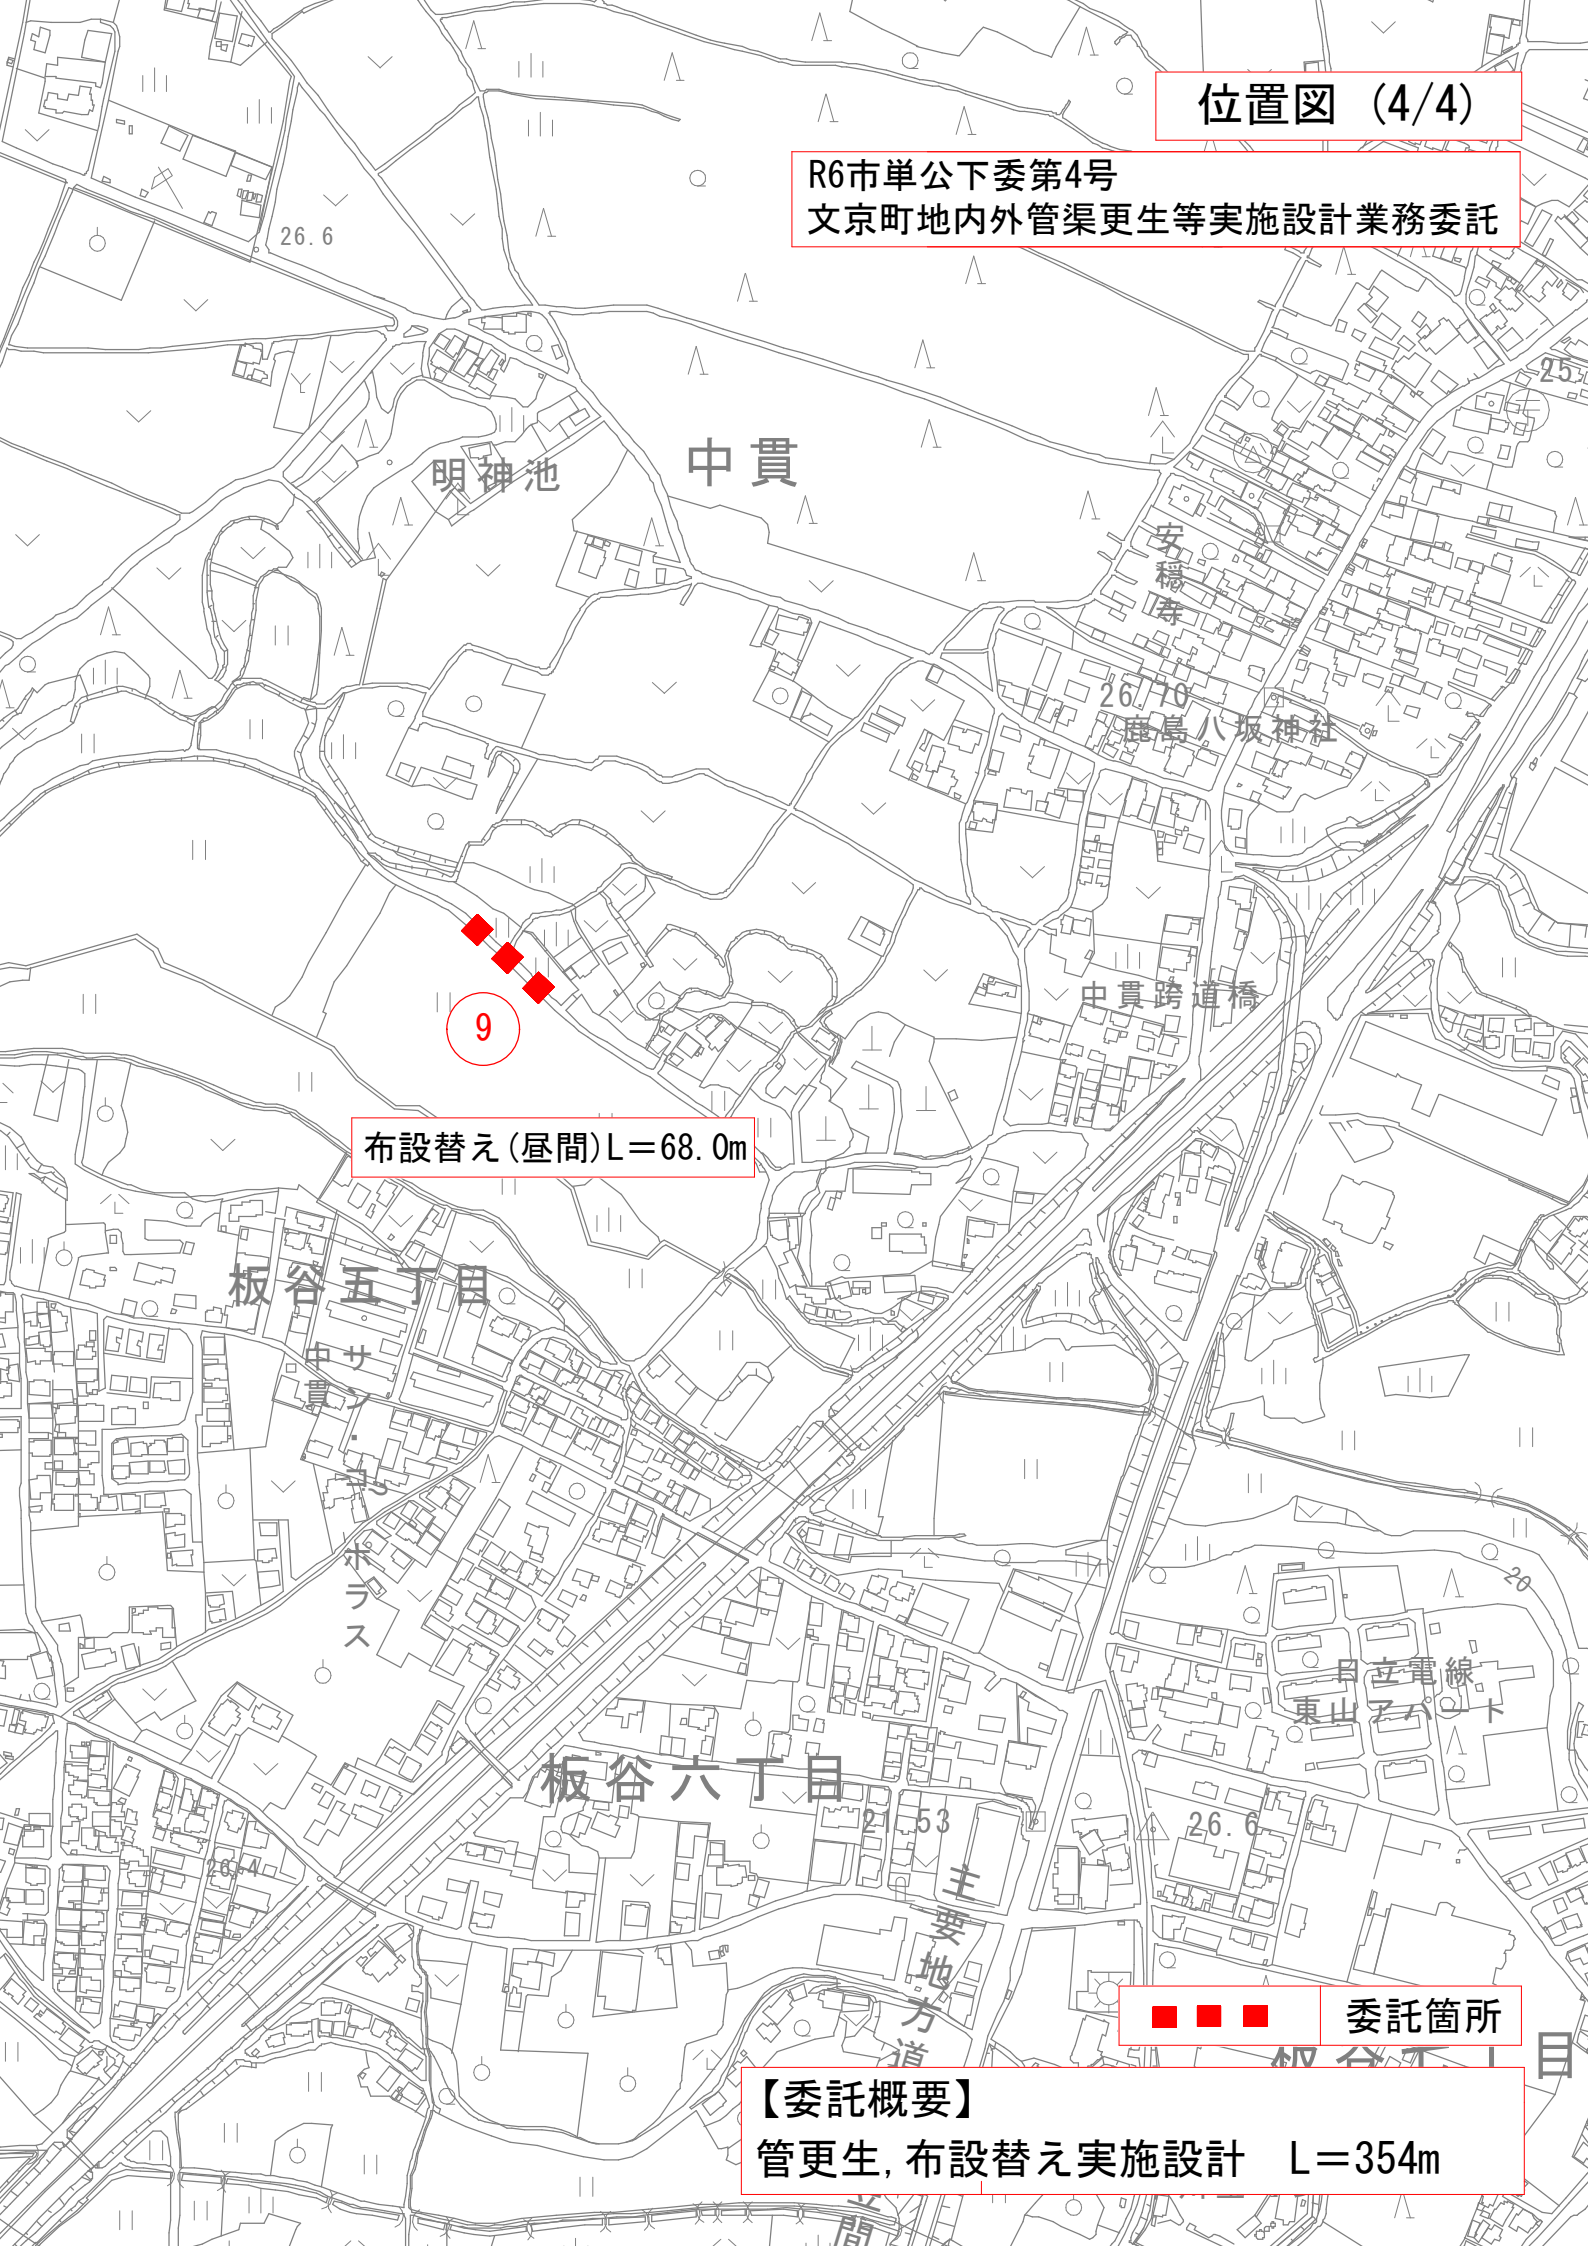 位置図 (4/4)
R6市単公下委第4号
文京町地内外管渠更生等実施設計業務委託
26.6
25.
中貫
明神池
安穏寺
26.70
鹿島八坂神社
中貫跨道橋
9
布設替え(昼間)L＝68.0m
板谷五丁目
サン・コーポラス
中貫
20
日立電線
東山アパート
板谷六丁目
21.53
26.6
26.4
主要地方道
委託箇所
目
【委託概要】
管更生,布設替え実施設計　L＝354m
間